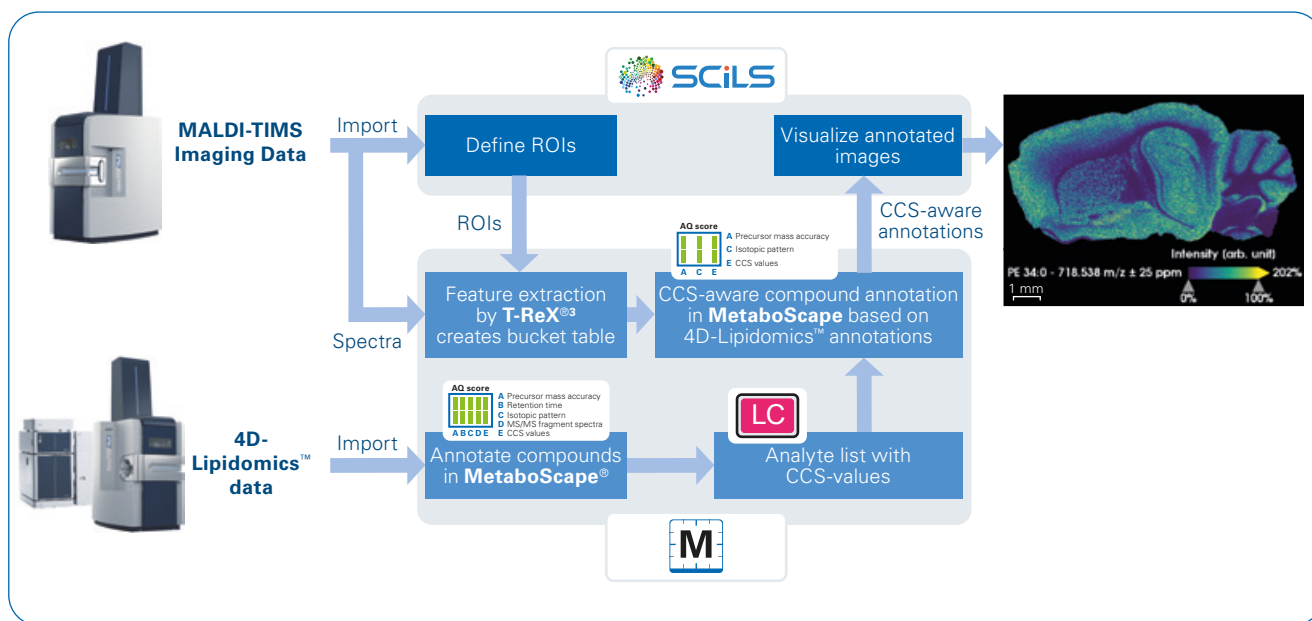 SCiLS
MALDI-TIMS
Imaging Data
Import
Define ROIs
Visualize annotated
images
ROIs
CCS-aware
annotations
AQ score
A Precursor mass accuracy
C Isotopic pattern
E CCS values
A C E
Intensity (arb. unit)
PE 34:0 - 718.538 m/z ± 25 ppm
202%
1 mm
0%
100%
Spectra
Feature extraction
by T-ReX®³
creates bucket table
CCS-aware compound annotation
in MetaboScape based on
4D-Lipidomics™ annotations
AQ score
A Precursor mass accuracy
B Retention time
C Isotopic pattern
D MS/MS fragment spectra
E CCS values
A B C D E
LC
4D-
Lipidomics™
data
Import
Annotate compounds
in MetaboScape®
Analyte list with
CCS-values
M